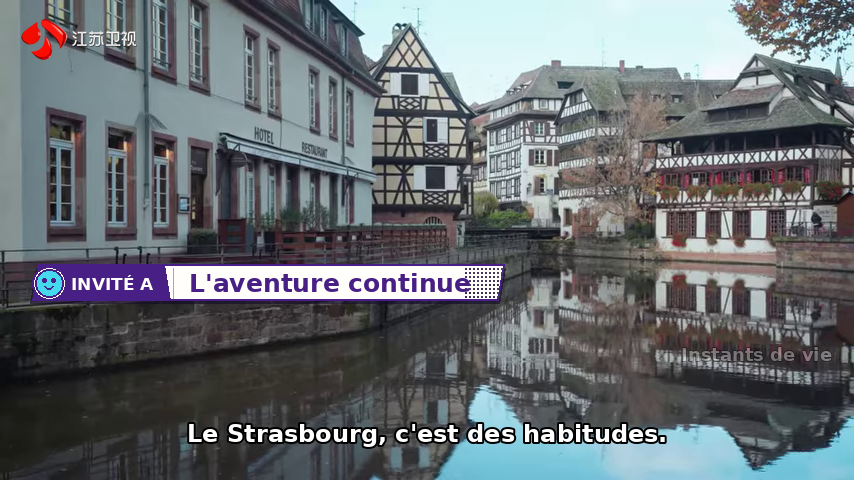 江苏卫视
HOTEL
RESTAURANT
INVITÉ A
L'aventure continue
Instants de vie
Le Strasbourg, c'est des habitudes.